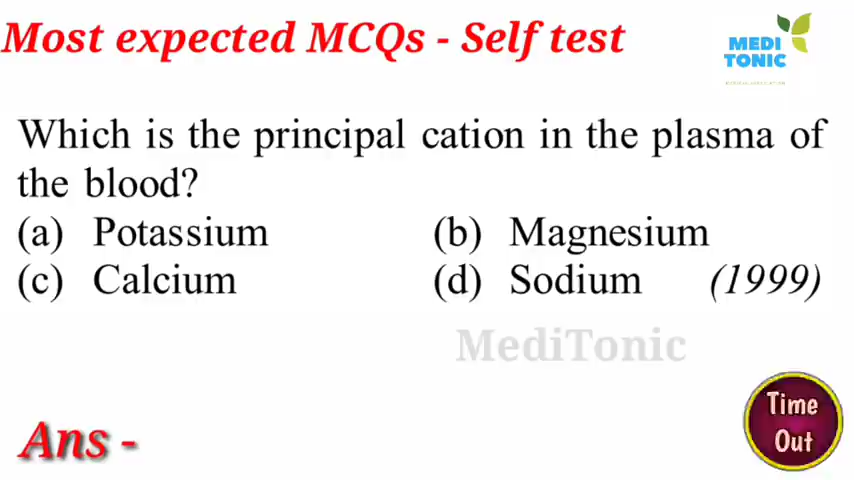 Most expected MCQs - Self test
MEDI
TONIC
Which is the principal cation in the plasma of
the blood?
(a) Potassium (b) Magnesium
(c) Calcium (d) Sodium (1999)
MediTonic
Time
Out
Ans -